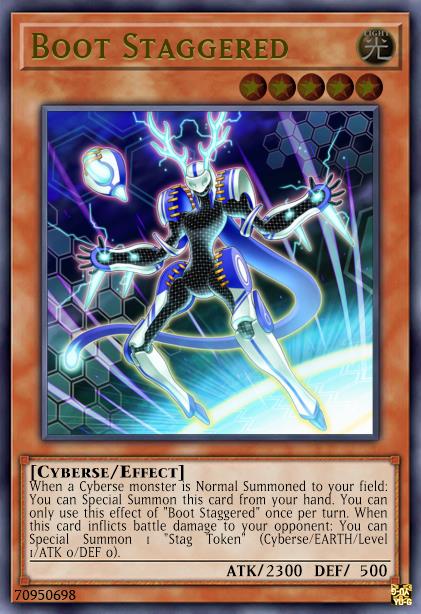 BOOT STAGGERED
LIGHT
光
[CYBERSE/EFFECT]
When a Cyberse monster is Normal Summoned to your field:
You can Special Summon this card from your hand. You can
only use this effect of "Boot Staggered" once per turn. When
this card inflicts battle damage to your opponent: You can
Special Summon 1 "Stag Token" (Cyberse/EARTH/Level
1/ATK 0/DEF 0).
ATK/2300 DEF/ 500
70950698